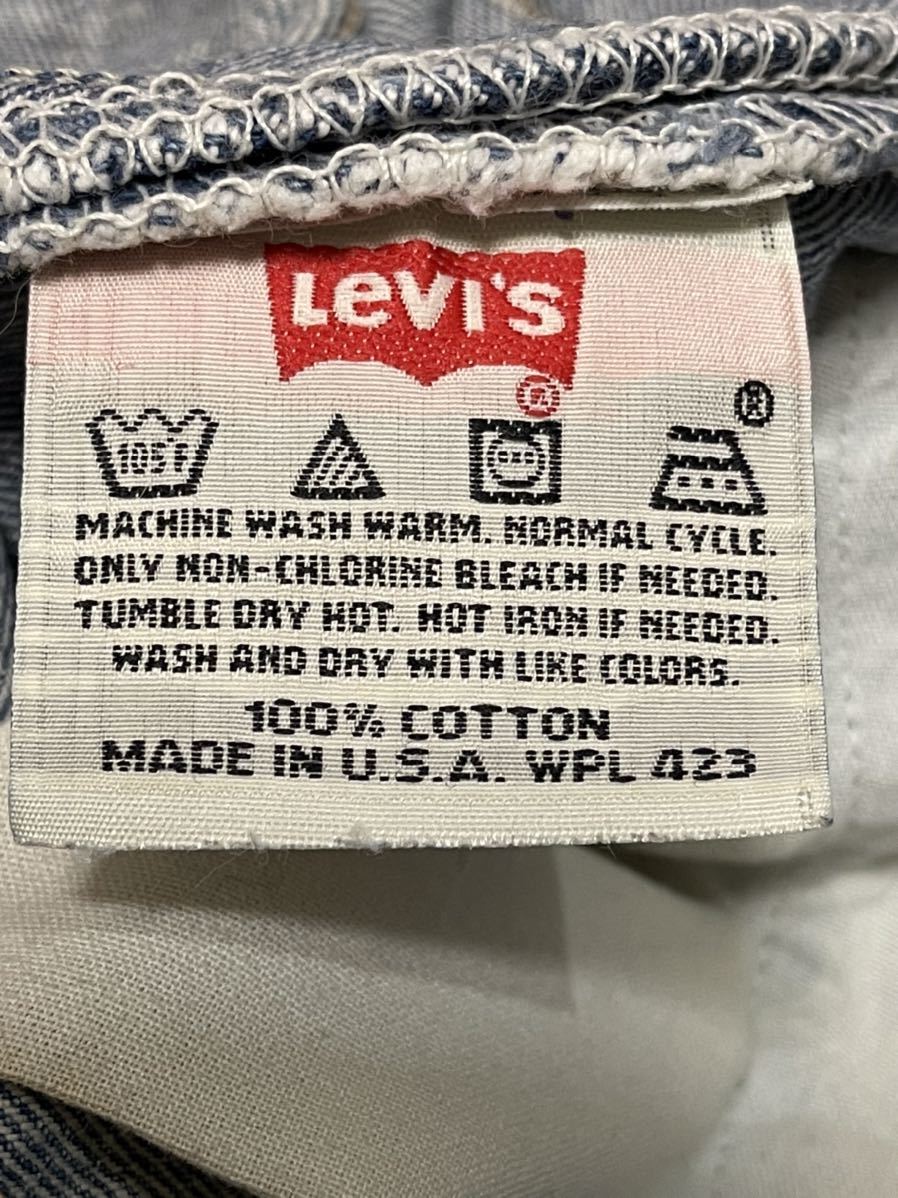 Levi's
®
®
105°F
MACHINE WASH WARM. NORMAL CYCLE.
ONLY NON-CHLORINE BLEACH IF NEEDED.
TUMBLE DRY HOT. HOT IRON IF NEEDED.
WASH AND DRY WITH LIKE COLORS.
100% COTTON
MADE IN U.S.A. WPL 423